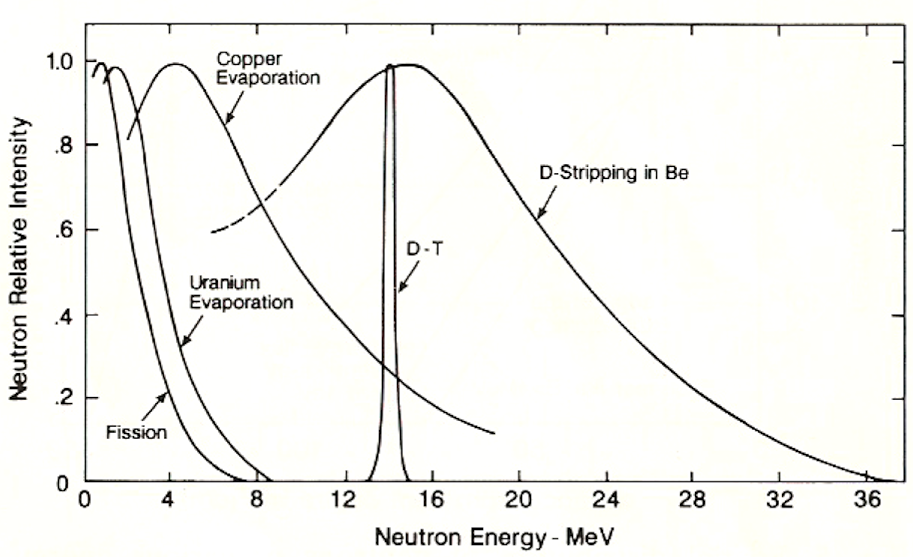 Copper
Evaporation
1.0
.8
D-Stripping in Be
.6
D-T
Uranium
Evaporation
.4
.2
Fission
0
0 4 8 12 16 20 24 28 32 36
Neutron Energy - MeV
Neutron Relative Intensity